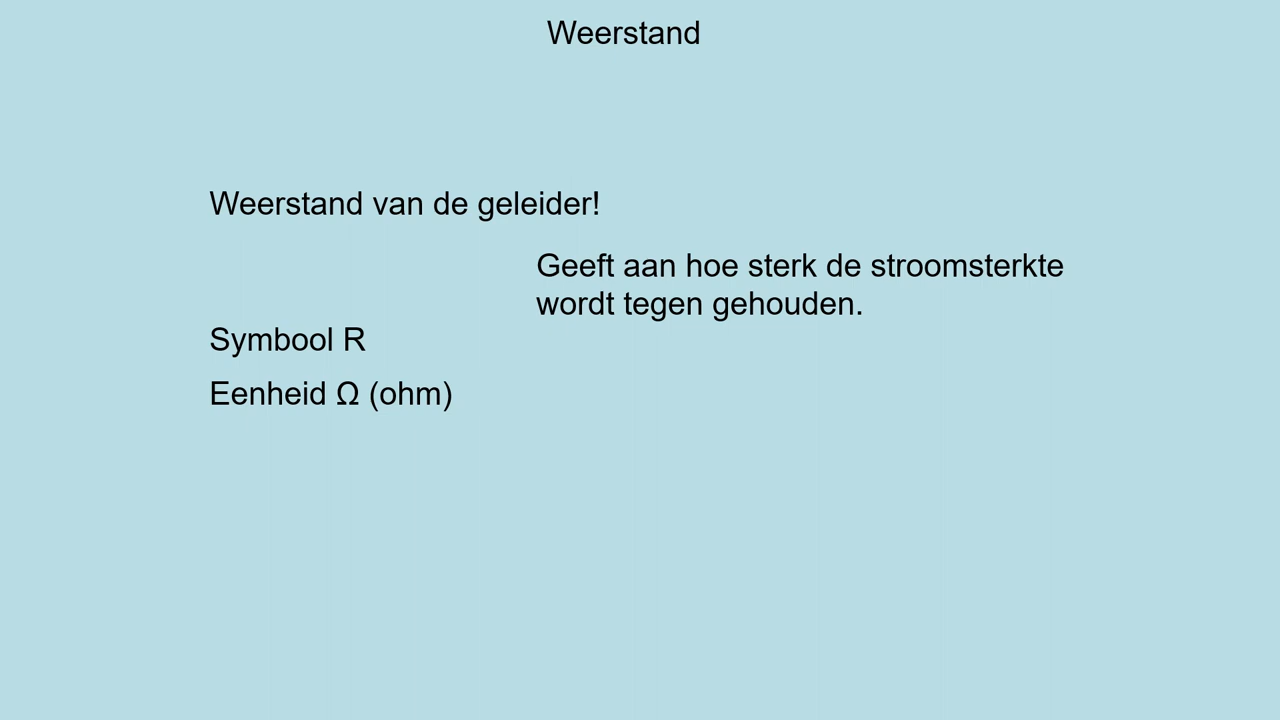 Weerstand
Weerstand van de geleider!
Geeft aan hoe sterk de stroomsterkte
wordt tegen gehouden.
Symbool R
Eenheid Ω (ohm)